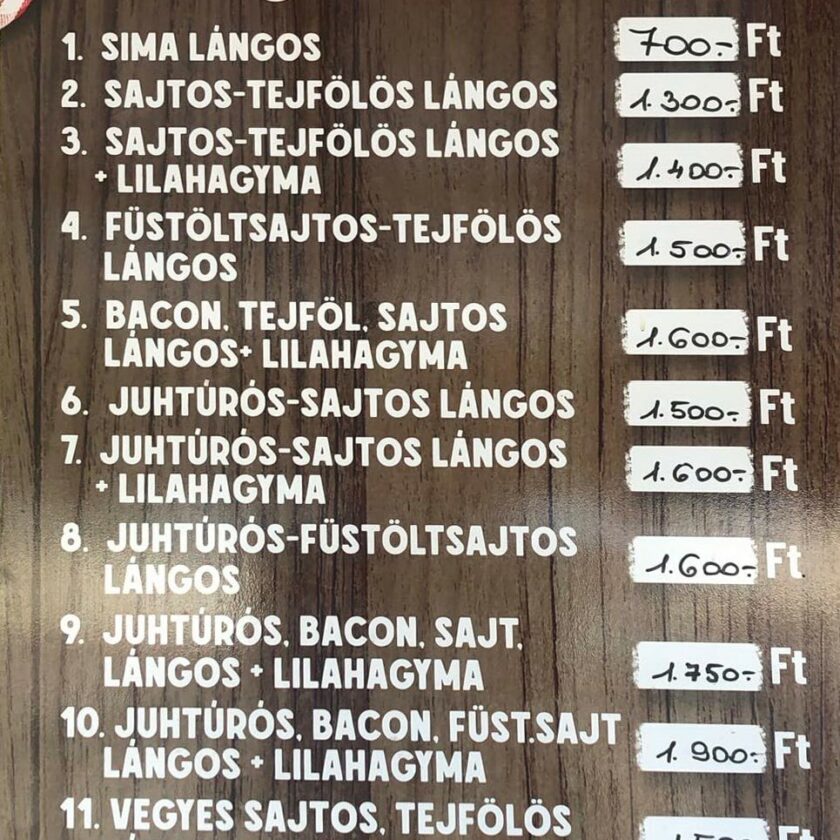 1. SIMA LÁNGOS 700.- Ft
2. SAJTOS-TEJFÖLÖS LÁNGOS 1.300.- Ft
3. SAJTOS-TEJFÖLÖS LÁNGOS
+ LILAHAGYMA 1.400.- Ft
4. FÜSTÖLTSAJTOS-TEJFÖLÖS
LÁNGOS 1.500.- Ft
5. BACON, TEJFÖL, SAJTOS
LÁNGOS+ LILAHAGYMA 1.600.- Ft
6. JUHTÚRÓS-SAJTOS LÁNGOS 1.500.- Ft
7. JUHTÚRÓS-SAJTOS LÁNGOS
+ LILAHAGYMA 1.600.- Ft
8. JUHTÚRÓS-FÜSTÖLTSAJTOS
LÁNGOS 1.600.- Ft
9. JUHTÚRÓS, BACON, SAJT,
LÁNGOS + LILAHAGYMA 1.750.- Ft
10. JUHTÚRÓS, BACON, FÜST.SAJT
LÁNGOS + LILAHAGYMA 1.900.- Ft
11. VEGYES SAJTOS, TEJFÖLÖS Ft